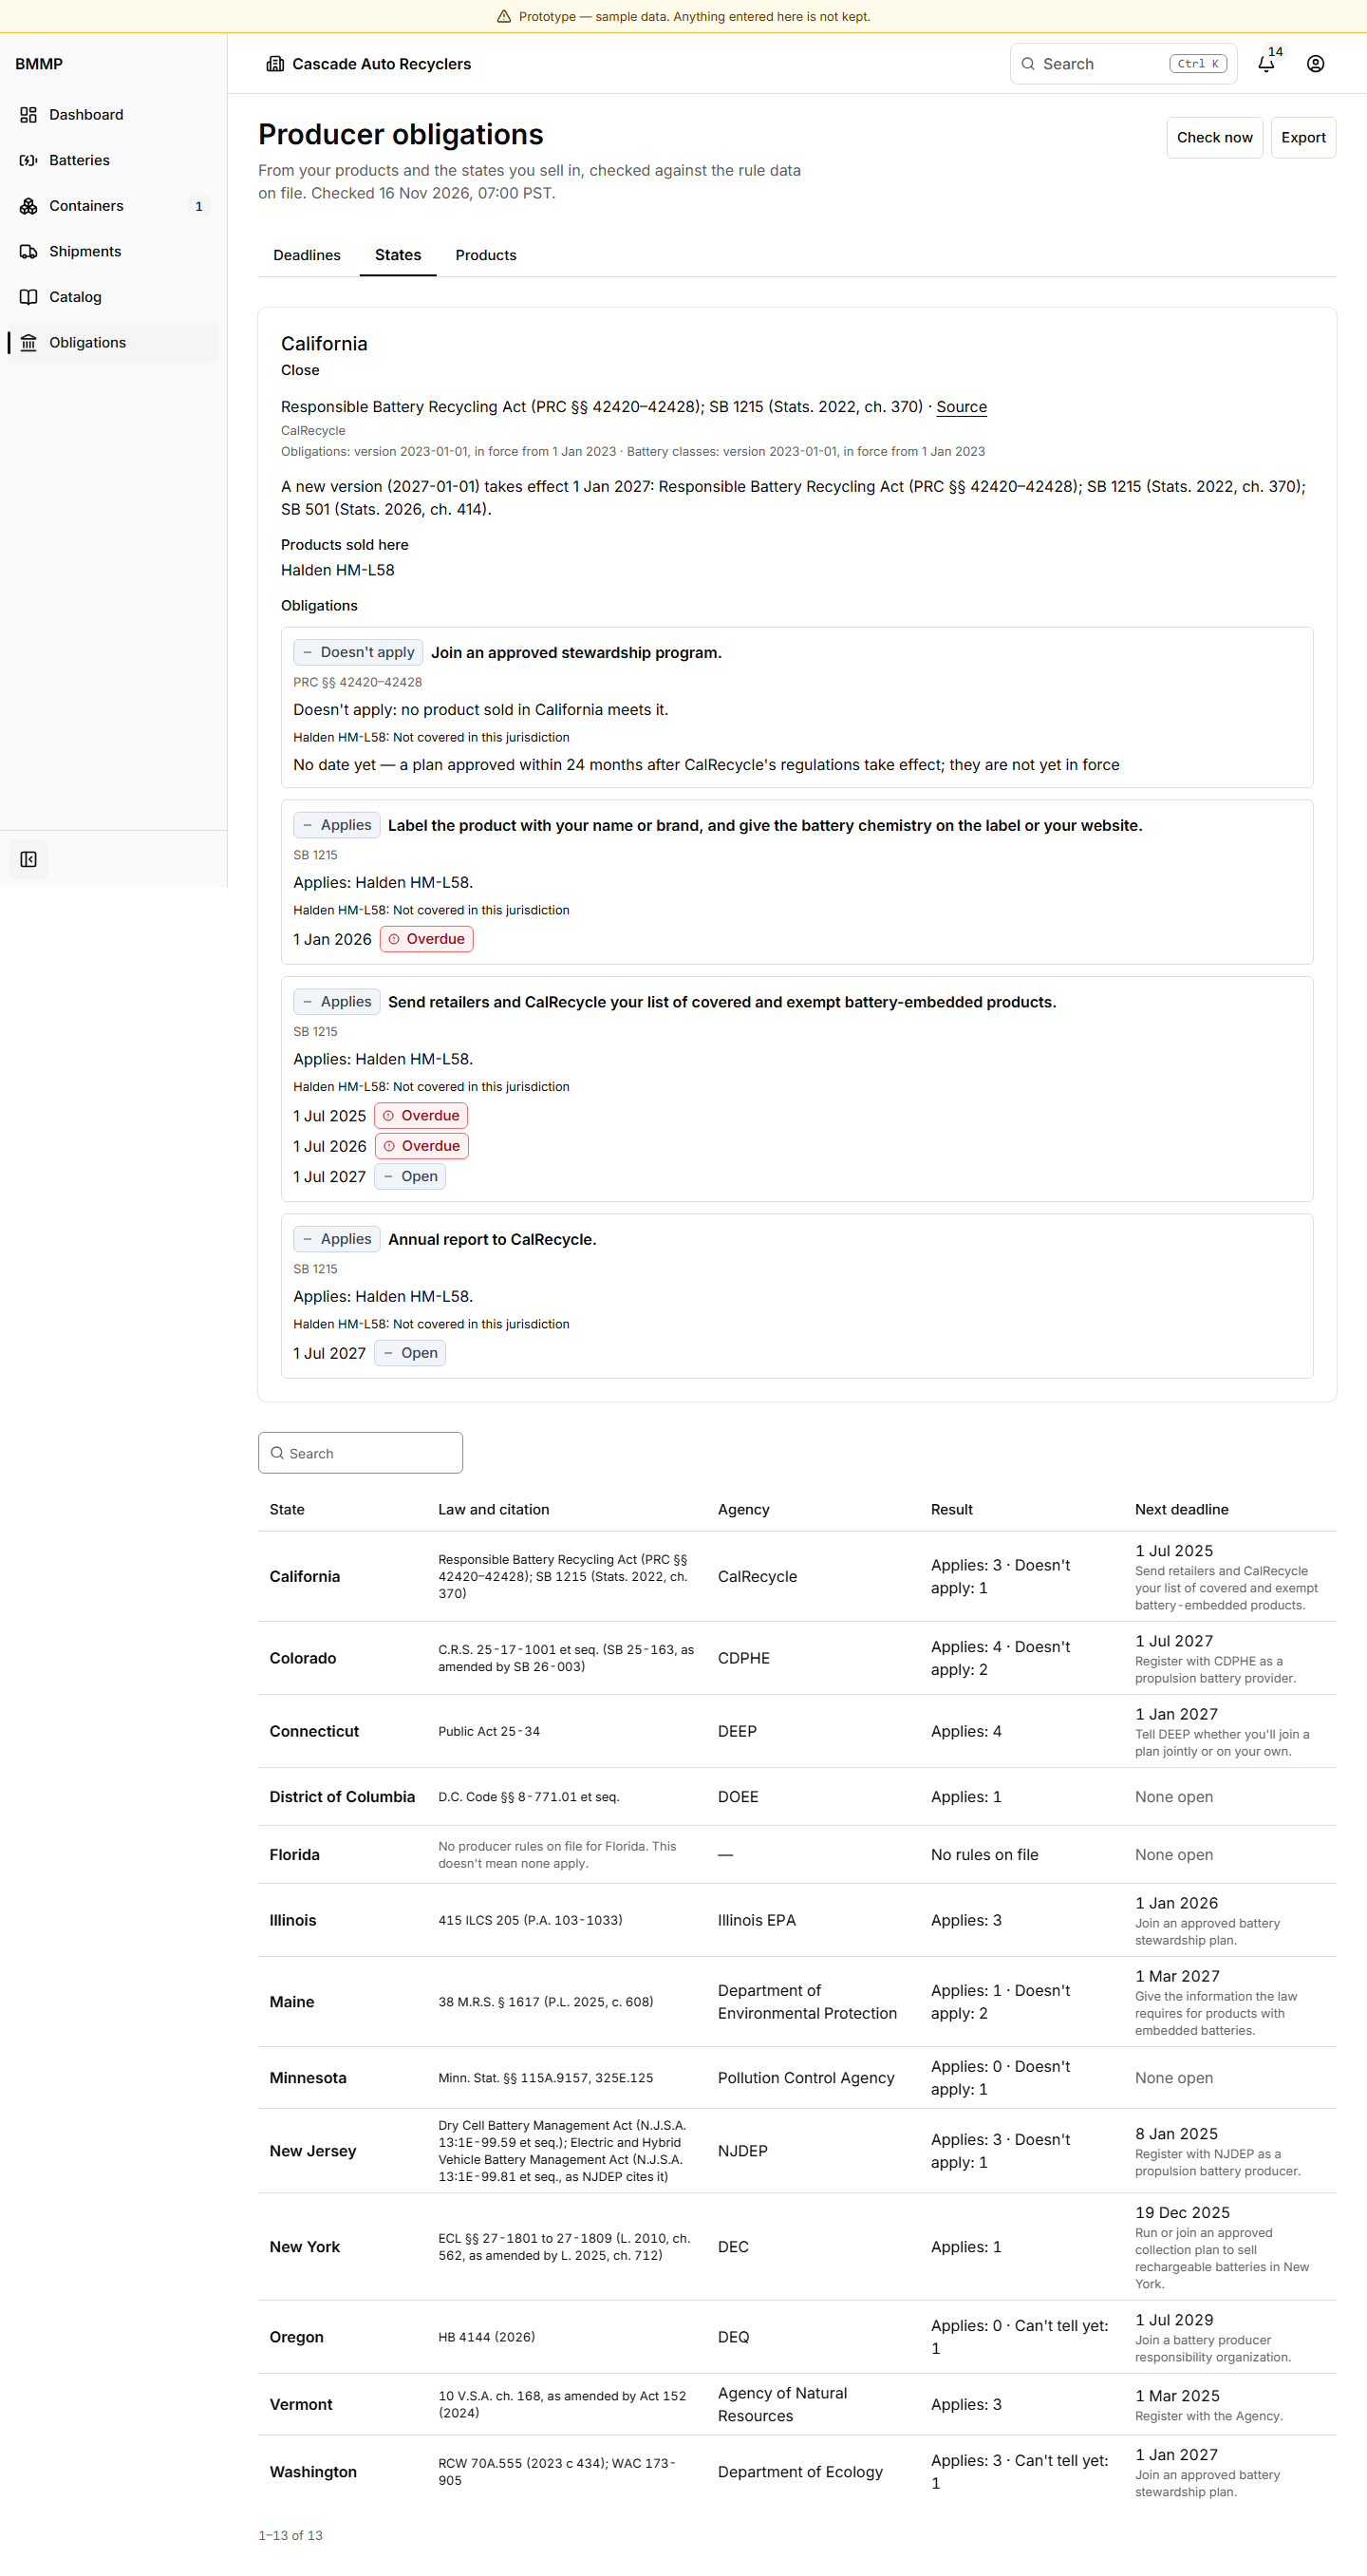 Prototype — sample data. Anything entered here is not kept.
BMMP
Cascade Auto Recyclers
Search
Ctrl K
14
Dashboard
Batteries
Containers
1
Shipments
Catalog
Obligations
Producer obligations
Check now
Export
From your products and the states you sell in, checked against the rule data
on file. Checked 16 Nov 2026, 07:00 PST.
Deadlines
States
Products
California
Close
Responsible Battery Recycling Act (PRC §§ 42420–42428); SB 1215 (Stats. 2022, ch. 370) · Source
CalRecycle
Obligations: version 2023-01-01, in force from 1 Jan 2023 · Battery classes: version 2023-01-01, in force from 1 Jan 2023
A new version (2027-01-01) takes effect 1 Jan 2027: Responsible Battery Recycling Act (PRC §§ 42420–42428); SB 1215 (Stats. 2022, ch. 370);
SB 501 (Stats. 2026, ch. 414).
Products sold here
Halden HM-L58
Obligations
Doesn't apply Join an approved stewardship program.
PRC §§ 42420–42428
Doesn't apply: no product sold in California meets it.
Halden HM-L58: Not covered in this jurisdiction
No date yet — a plan approved within 24 months after CalRecycle's regulations take effect; they are not yet in force
Applies Label the product with your name or brand, and give the battery chemistry on the label or your website.
SB 1215
Applies: Halden HM-L58.
Halden HM-L58: Not covered in this jurisdiction
1 Jan 2026 Overdue
Applies Send retailers and CalRecycle your list of covered and exempt battery-embedded products.
SB 1215
Applies: Halden HM-L58.
Halden HM-L58: Not covered in this jurisdiction
1 Jul 2025 Overdue
1 Jul 2026 Overdue
1 Jul 2027 Open
Applies Annual report to CalRecycle.
SB 1215
Applies: Halden HM-L58.
Halden HM-L58: Not covered in this jurisdiction
1 Jul 2027 Open
Search
State
Law and citation
Agency
Result
Next deadline
California
Responsible Battery Recycling Act (PRC §§
42420–42428); SB 1215 (Stats. 2022, ch.
370)
CalRecycle
Applies: 3 · Doesn't
apply: 1
1 Jul 2025
Send retailers and CalRecycle
your list of covered and exempt
battery-embedded products.
Colorado
C.R.S. 25-17-1001 et seq. (SB 25-163, as
amended by SB 26-003)
CDPHE
Applies: 4 · Doesn't
apply: 2
1 Jul 2027
Register with CDPHE as a
propulsion battery provider.
Connecticut
Public Act 25-34
DEEP
Applies: 4
1 Jan 2027
Tell DEEP whether you'll join a
plan jointly or on your own.
District of Columbia
D.C. Code §§ 8-771.01 et seq.
DOEE
Applies: 1
None open
Florida
No producer rules on file for Florida. This
doesn't mean none apply.
—
No rules on file
None open
Illinois
415 ILCS 205 (P.A. 103-1033)
Illinois EPA
Applies: 3
1 Jan 2026
Join an approved battery
stewardship plan.
Maine
38 M.R.S. § 1617 (P.L. 2025, c. 608)
Department of
Environmental Protection
Applies: 1 · Doesn't
apply: 2
1 Mar 2027
Give the information the law
requires for products with
embedded batteries.
Minnesota
Minn. Stat. §§ 115A.9157, 325E.125
Pollution Control Agency
Applies: 0 · Doesn't
apply: 1
None open
New Jersey
Dry Cell Battery Management Act (N.J.S.A.
13:1E-99.59 et seq.); Electric and Hybrid
Vehicle Battery Management Act (N.J.S.A.
13:1E-99.81 et seq., as NJDEP cites it)
NJDEP
Applies: 3 · Doesn't
apply: 1
8 Jan 2025
Register with NJDEP as a
propulsion battery producer.
New York
ECL §§ 27-1801 to 27-1809 (L. 2010, ch.
562, as amended by L. 2025, ch. 712)
DEC
Applies: 1
19 Dec 2025
Run or join an approved
collection plan to sell
rechargeable batteries in New
York.
Oregon
HB 4144 (2026)
DEQ
Applies: 0 · Can't tell yet:
1
1 Jul 2029
Join a battery producer
responsibility organization.
Vermont
10 V.S.A. ch. 168, as amended by Act 152
(2024)
Agency of Natural
Resources
Applies: 3
1 Mar 2025
Register with the Agency.
Washington
RCW 70A.555 (2023 c 434); WAC 173-
905
Department of Ecology
Applies: 3 · Can't tell yet:
1
1 Jan 2027
Join an approved battery
stewardship plan.
1–13 of 13